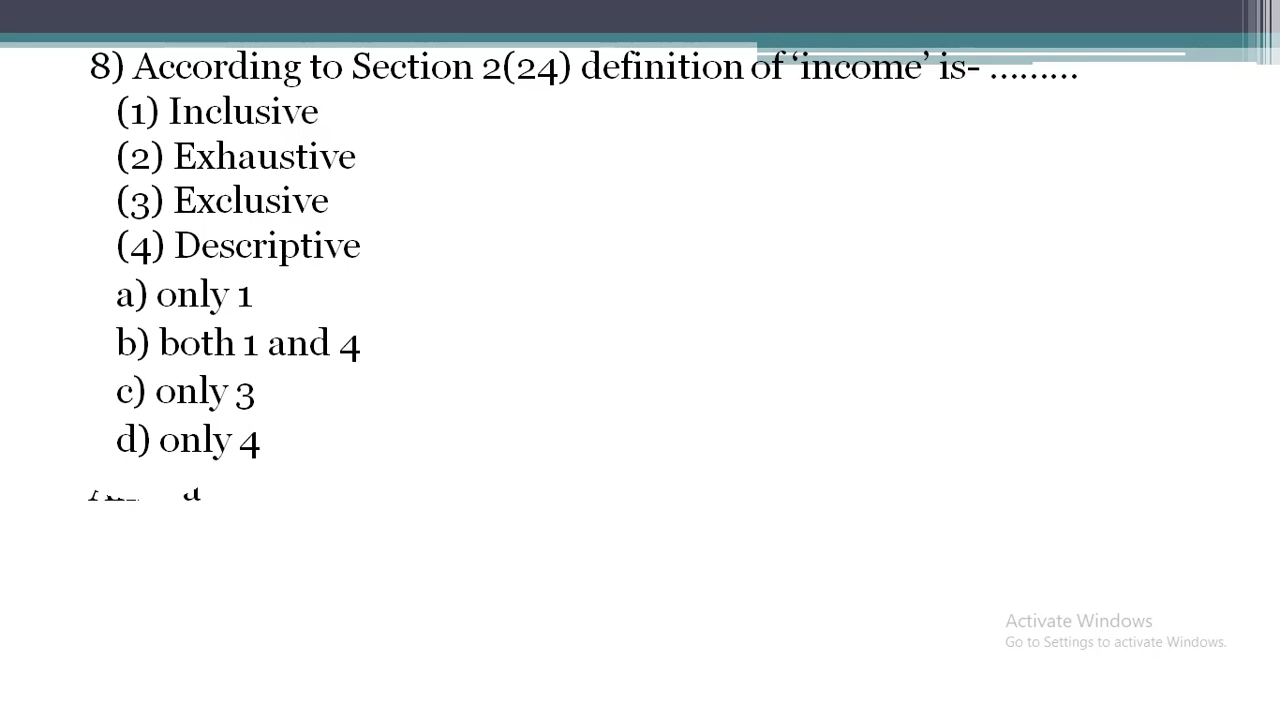 8) According to Section 2(24) definition of ‘income’ is- .........
(1) Inclusive
(2) Exhaustive
(3) Exclusive
(4) Descriptive
a) only 1
b) both 1 and 4
c) only 3
d) only 4
Activate Windows
Go to Settings to activate Windows.